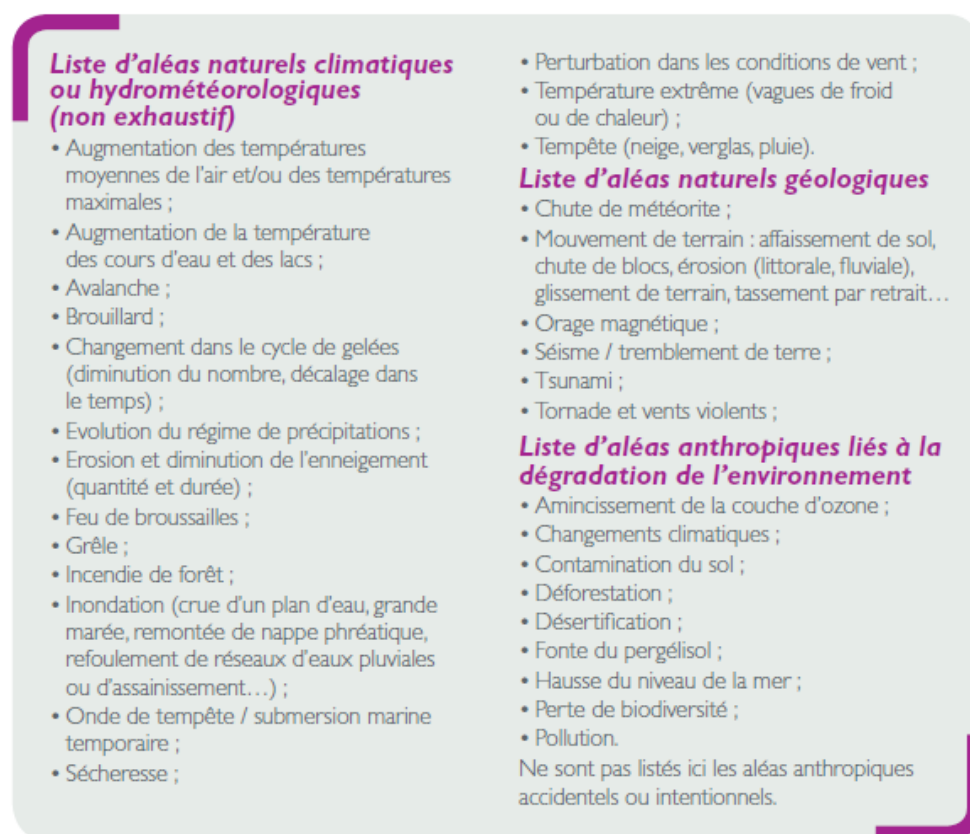 Liste d'aléas naturels climatiques
ou hydrométéorologiques
(non exhaustif)
• Augmentation des températures
moyennes de l'air et/ou des températures
maximales ;
• Augmentation de la température
des cours d'eau et des lacs ;
• Avalanche ;
• Brouillard ;
• Changement dans le cycle de gelées
(diminution du nombre, décalage dans
le temps) ;
• Evolution du régime de précipitations ;
• Erosion et diminution de l'enneigement
(quantité et durée) ;
• Feu de broussailles ;
• Grêle ;
• Incendie de forêt ;
• Inondation (crue d'un plan d'eau, grande
marée, remontée de nappe phréatique,
refoulement de réseaux d'eaux pluviales
ou d'assainissement…) ;
• Onde de tempête / submersion marine
temporaire ;
• Sécheresse ;
• Perturbation dans les conditions de vent ;
• Température extrême (vagues de froid
ou de chaleur) ;
• Tempête (neige, verglas, pluie).
Liste d'aléas naturels géologiques
• Chute de météorite ;
• Mouvement de terrain : affaissement de sol,
chute de blocs, érosion (littorale, fluviale),
glissement de terrain, tassement par retrait…
• Orage magnétique ;
• Séisme / tremblement de terre ;
• Tsunami ;
• Tornade et vents violents ;
Liste d'aléas anthropiques liés à la
dégradation de l'environnement
• Amincissement de la couche d'ozone ;
• Changements climatiques ;
• Contamination du sol ;
• Déforestation ;
• Désertification ;
• Fonte du pergélisol ;
• Hausse du niveau de la mer ;
• Perte de biodiversité ;
• Pollution.
Ne sont pas listés ici les aléas anthropiques
accidentels ou intentionnels.